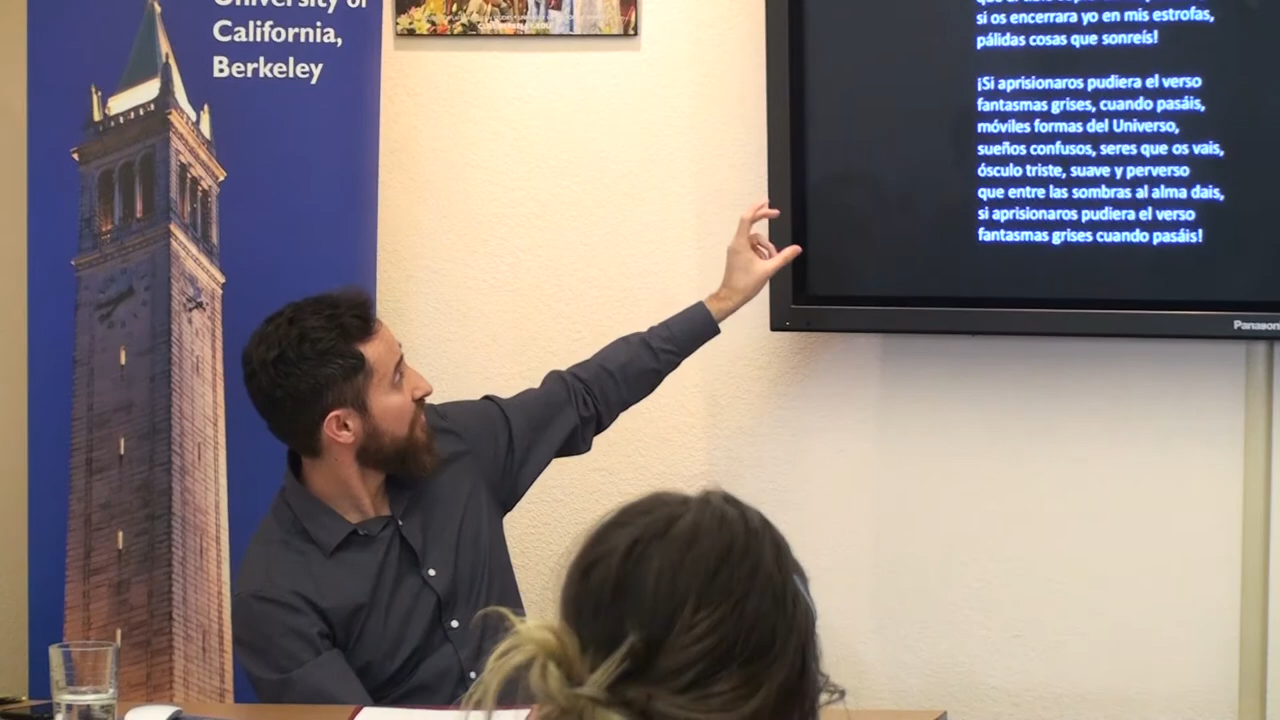 University of
California,
Berkeley
si os encerrara yo en mis estrofas,
pálidas cosas que sonreís!
¡Si aprisionaros pudiera el verso
fantasmas grises, cuando pasáis,
móviles formas del Universo,
sueños confusos, seres que os vais,
ósculo triste, suave y perverso
que entre las sombras al alma dais,
si aprisionaros pudiera el verso
fantasmas grises cuando pasáis!
Panason